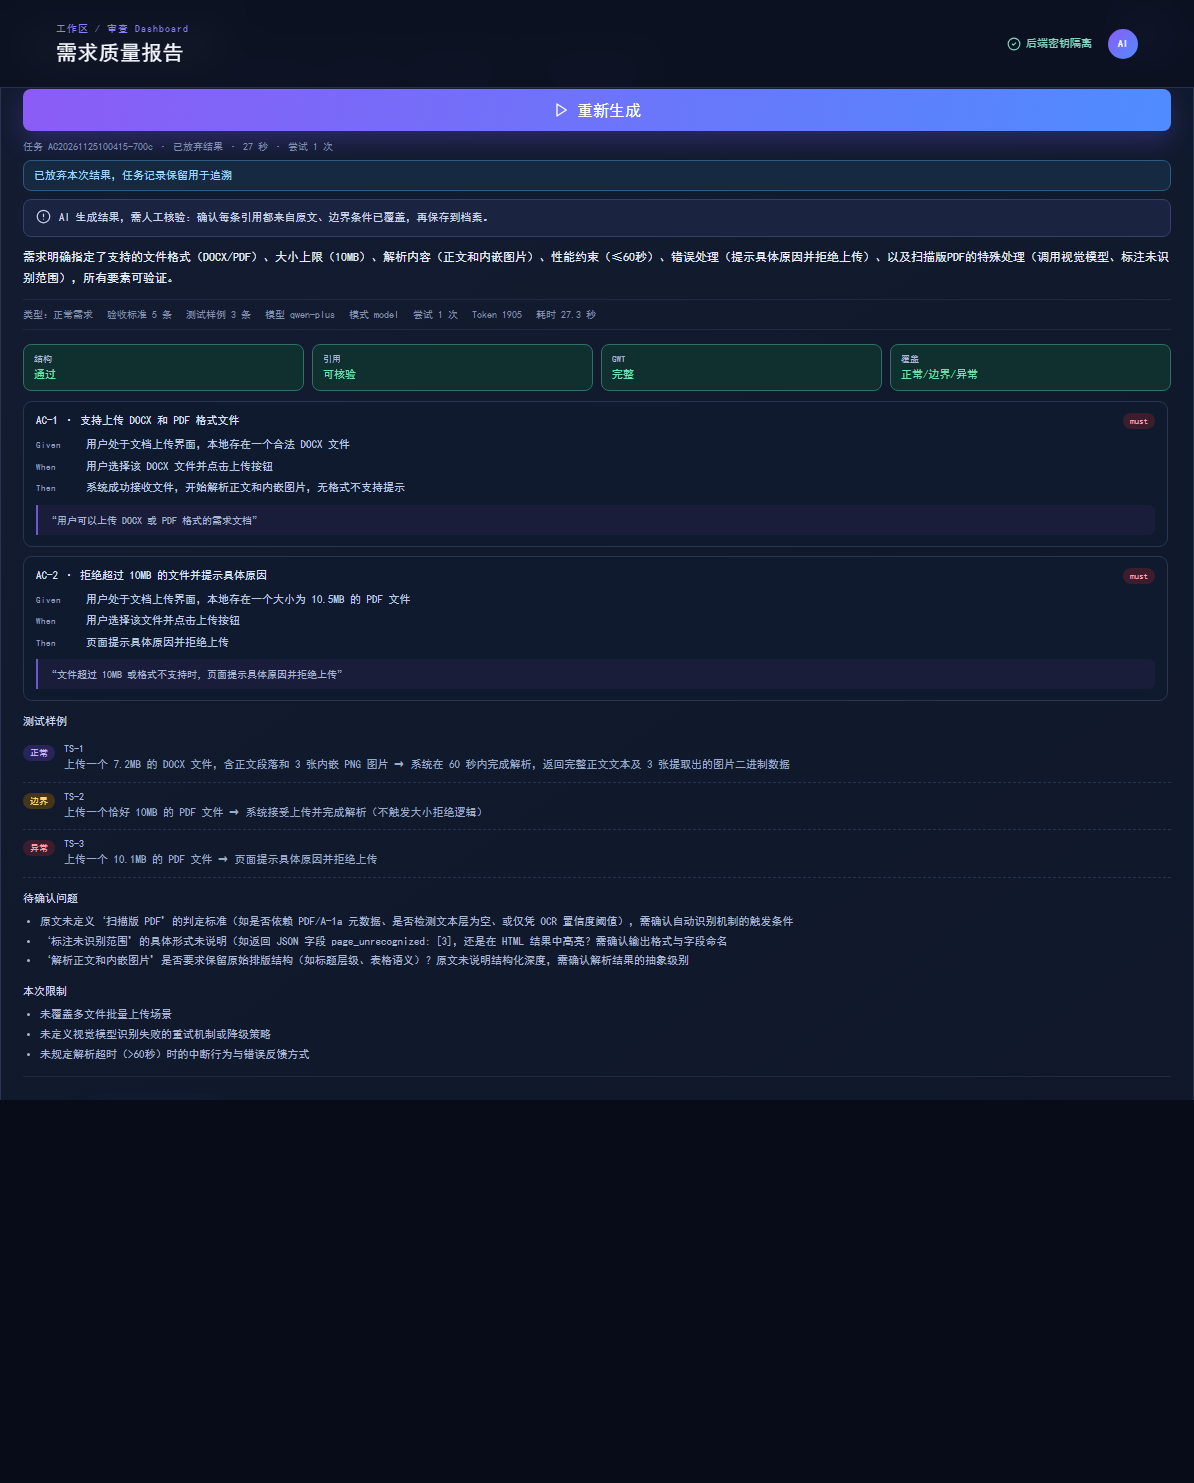 工作区 / 审查 Dashboard
需求质量报告
后端密钥隔离
AI
重新生成
任务 AC20261125100415-700c · 已放弃结果 · 27 秒 · 尝试 1 次
已放弃本次结果，任务记录保留用于追溯
AI 生成结果，需人工核验：确认每条引用都来自原文、边界条件已覆盖，再保存到档案。
需求明确指定了支持的文件格式（DOCX/PDF）、大小上限（10MB）、解析内容（正文和内嵌图片）、性能约束（≤60秒）、错误处理（提示具体原因并拒绝上传）、以及扫描版PDF的特殊处理（调用视觉模型、标注未识
别范围），所有要素可验证。
类型：正常需求 验收标准 5 条 测试样例 3 条 模型 qwen-plus 模式 model 尝试 1 次 Token 1905 耗时 27.3 秒
结构
通过
引用
可核验
GWT
完整
覆盖
正常/边界/异常
AC-1 · 支持上传 DOCX 和 PDF 格式文件
must
Given 用户处于文档上传界面，本地存在一个合法 DOCX 文件
When 用户选择该 DOCX 文件并点击上传按钮
Then 系统成功接收文件，开始解析正文和内嵌图片，无格式不支持提示
“用户可以上传 DOCX 或 PDF 格式的需求文档”
AC-2 · 拒绝超过 10MB 的文件并提示具体原因
must
Given 用户处于文档上传界面，本地存在一个大小为 10.5MB 的 PDF 文件
When 用户选择该文件并点击上传按钮
Then 页面提示具体原因并拒绝上传
“文件超过 10MB 或格式不支持时，页面提示具体原因并拒绝上传”
测试样例
正常
TS-1
上传一个 7.2MB 的 DOCX 文件，含正文段落和 3 张内嵌 PNG 图片 → 系统在 60 秒内完成解析，返回完整正文文本及 3 张提取出的图片二进制数据
边界
TS-2
上传一个恰好 10MB 的 PDF 文件 → 系统接受上传并完成解析（不触发大小拒绝逻辑）
异常
TS-3
上传一个 10.1MB 的 PDF 文件 → 页面提示具体原因并拒绝上传
待确认问题
• 原文未定义‘扫描版 PDF’的判定标准（如是否依赖 PDF/A-1a 元数据、是否检测文本层为空、或仅凭 OCR 置信度阈值），需确认自动识别机制的触发条件
• ‘标注未识别范围’的具体形式未说明（如返回 JSON 字段 page_unrecognized: [3]，还是在 HTML 结果中高亮？需确认输出格式与字段命名
• ‘解析正文和内嵌图片’是否要求保留原始排版结构（如标题层级、表格语义）？原文未说明结构化深度，需确认解析结果的抽象级别
本次限制
• 未覆盖多文件批量上传场景
• 未定义视觉模型识别失败的重试机制或降级策略
• 未规定解析超时（>60秒）时的中断行为与错误反馈方式